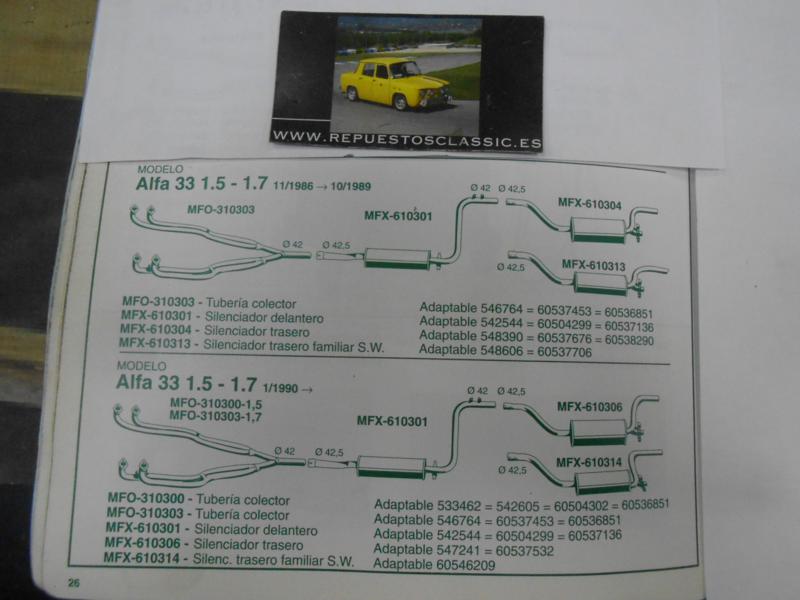 WWW.REPUESTOSCLASSIC.ES
MODELO
Alfa 33 1.5 - 1.7 11/1986 → 10/1989
MFO-310303
Ø 42
Ø 42,5
MFX-610301
Ø 42
Ø 42,5
MFX-610304
Ø 42,5
MFX-610313
MFO-310303 - Tubería colector
MFX-610301 - Silenciador delantero
MFX-610304 - Silenciador trasero
MFX-610313 - Silenciador trasero familiar S.W.
Adaptable 546764 = 60537453 = 60536851
Adaptable 542544 = 60504299 = 60537136
Adaptable 548390 = 60537676 = 60538290
Adaptable 548606 = 60537706
MODELO
Alfa 33 1.5 - 1.7 1/1990 →
MFO-310300-1,5
MFO-310303-1,7
Ø 42
Ø 42,5
MFX-610301
Ø 42
Ø 42,5
MFX-610306
Ø 42,5
MFX-610314
MFO-310300 - Tubería colector
MFO-310303 - Tubería colector
MFX-610301 - Silenciador delantero
MFX-610306 - Silenciador trasero
MFX-610314 - Silenc. trasero familiar S.W.
Adaptable 533462 = 542605 = 60504302 = 60536851
Adaptable 546764 = 60537453 = 60536851
Adaptable 542544 = 60504299 = 60537136
Adaptable 547241 = 60537532
Adaptable 60546209
26